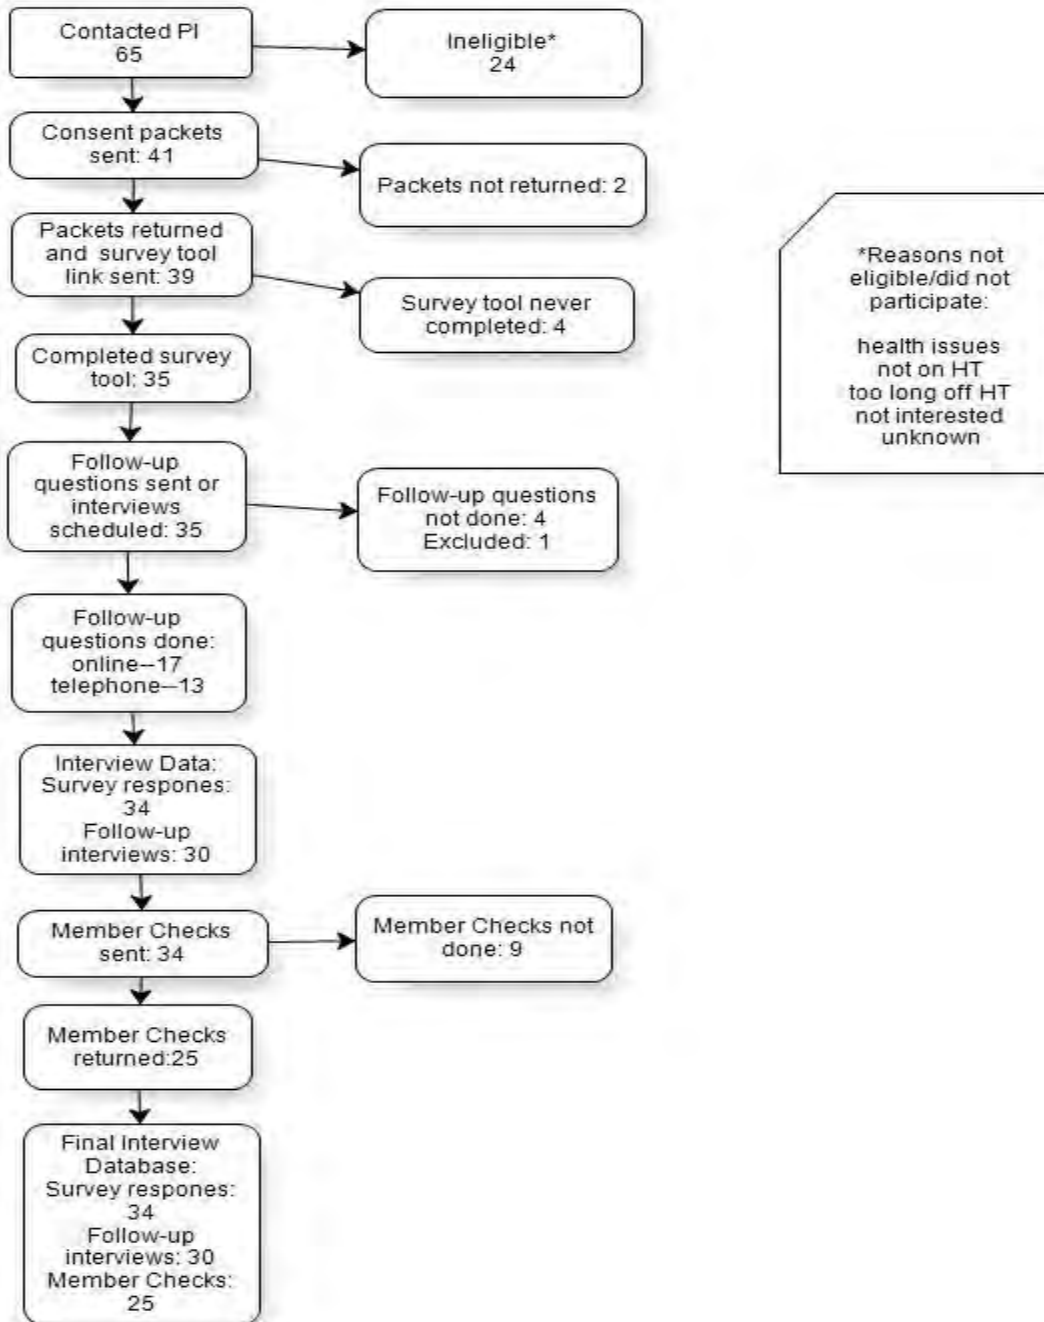 Contacted PI
65
Ineligible*
24
Consent packets
sent: 41
Packets not returned: 2
Packets returned
and survey tool
link sent: 39
Survey tool never
completed: 4
Completed survey
tool: 35
Follow-up
questions sent or
interviews
scheduled: 35
Follow-up questions
not done: 4
Excluded: 1
Follow-up
questions done:
online--17
telephone--13
Interview Data:
Survey respones:
34
Follow-up
interviews: 30
Member Checks
sent: 34
Member Checks not
done: 9
Member Checks
returned:25
Final Interview
Database:
Survey respones:
34
Follow-up
interviews: 30
Member Checks:
25
*Reasons not
eligible/did not
participate:
health issues
not on HT
too long off HT
not interested
unknown